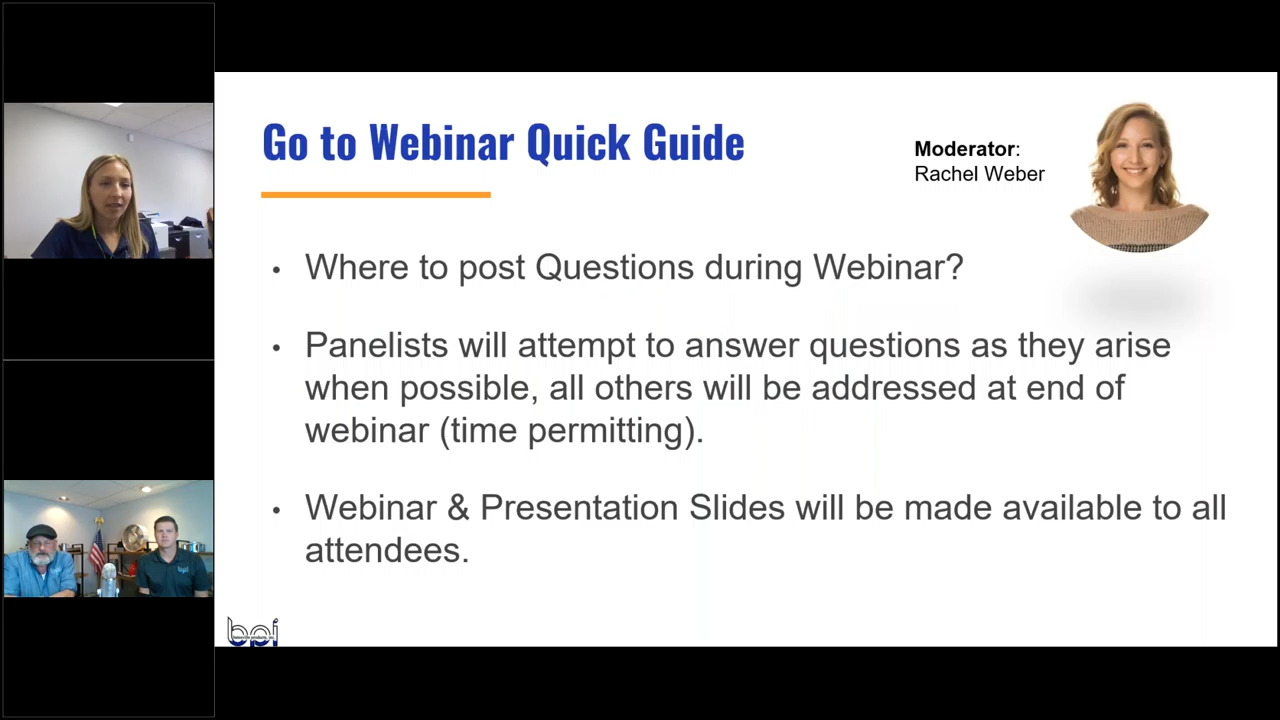 Go to Webinar Quick Guide
Moderator:
Rachel Weber
• Where to post Questions during Webinar?
• Panelists will attempt to answer questions as they arise
when possible, all others will be addressed at end of
webinar (time permitting).
• Webinar & Presentation Slides will be made available to all
attendees.
bpi